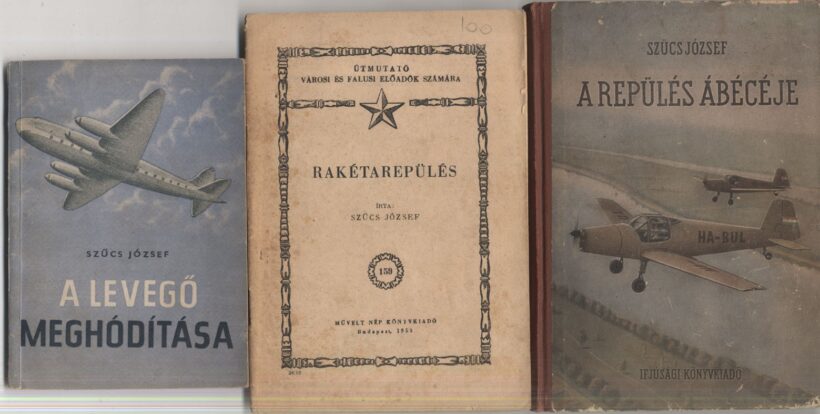 SZŰCS JÓZSEF
A LEVEGŐ
MEGHÓDÍTÁSA
100
ÚTMUTATÓ
VÁROSI ÉS FALUSI ELŐADÓK SZÁMÁRA
RAKÉTAREPÜLÉS
ÍRTA:
SZŰCS JÓZSEF
159
MŰVELT NÉP KÖNYVKIADÓ
SZŰCS JÓZSEF
A REPÜLÉS ÁBÉCÉJE
HA-RUL
IFJÚSÁGI KÖNYVKIADÓ